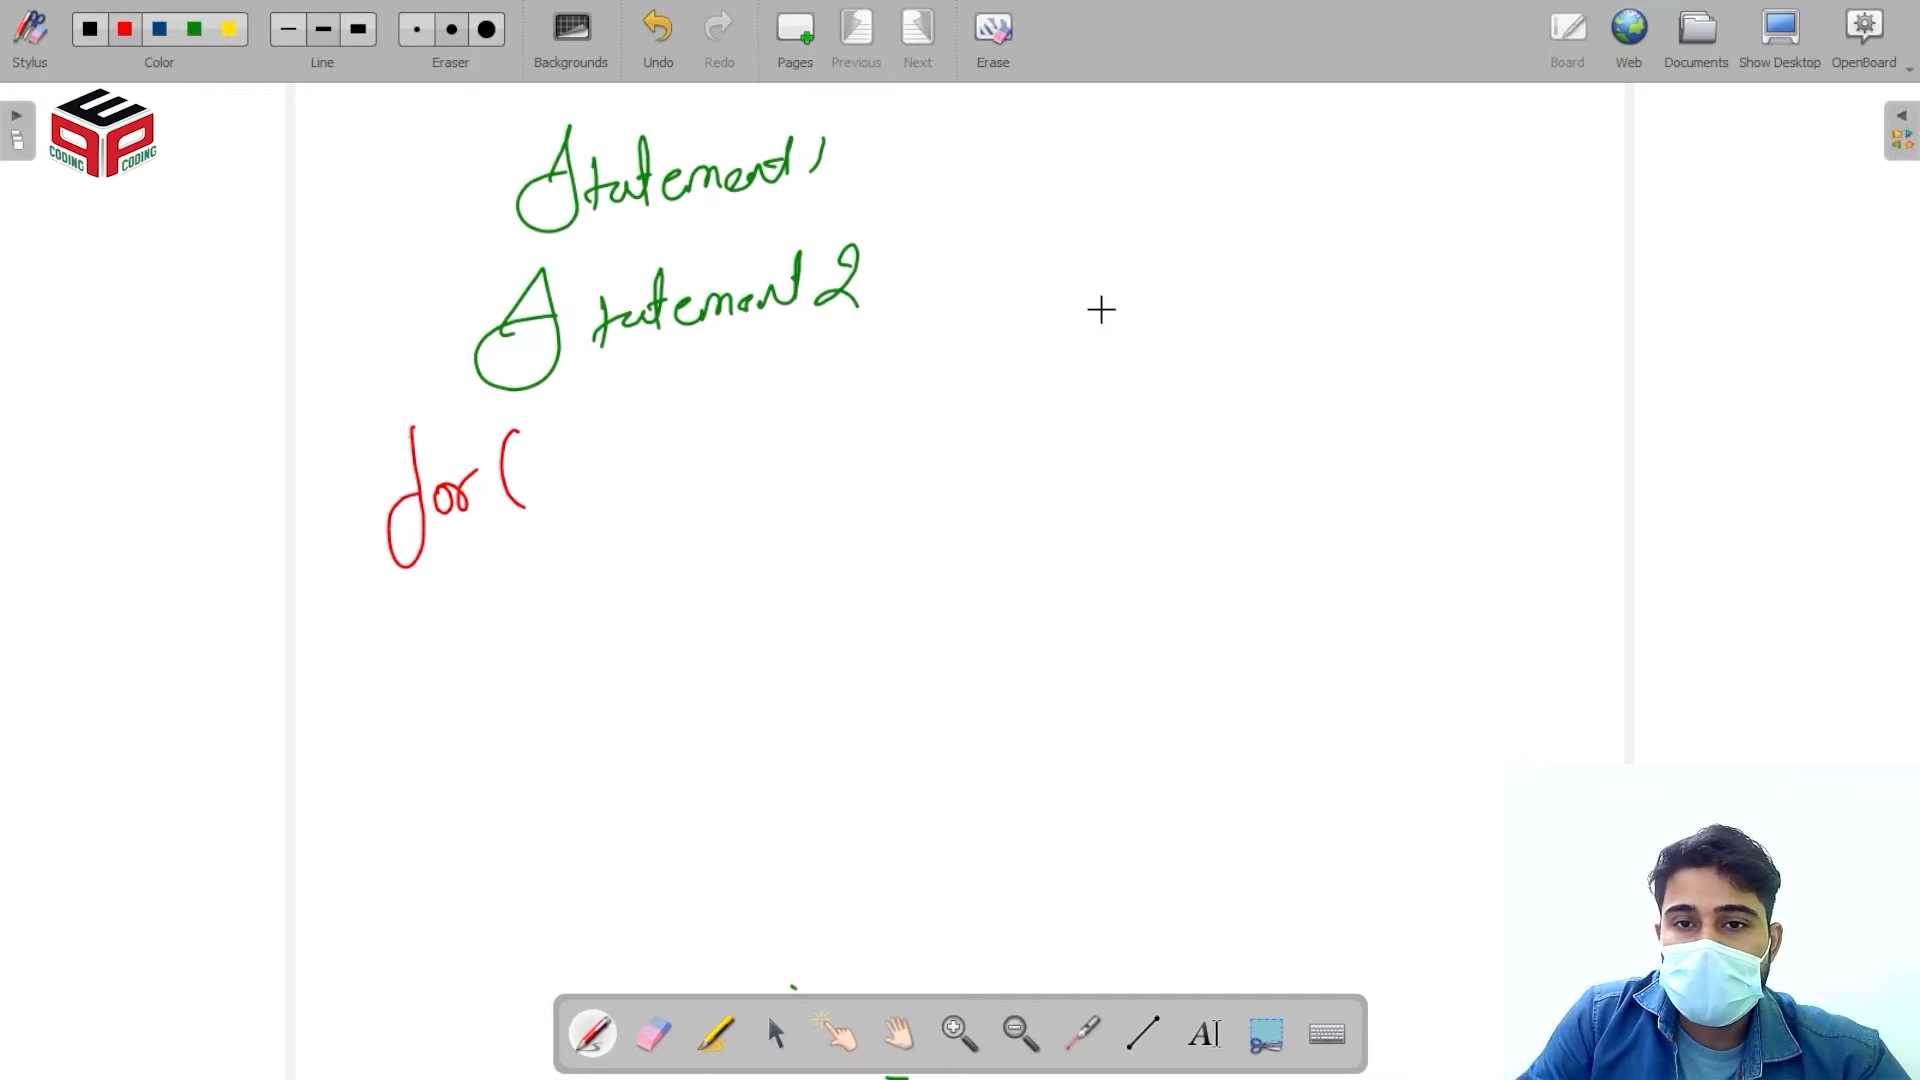 Stylus
Color
Line
Eraser
Backgrounds
Undo
Redo
Pages
Previous
Next
Erase
Board
Web
Documents
Show Desktop
OpenBoard
CODING
CODING
Statement 1
Statement 2
for (